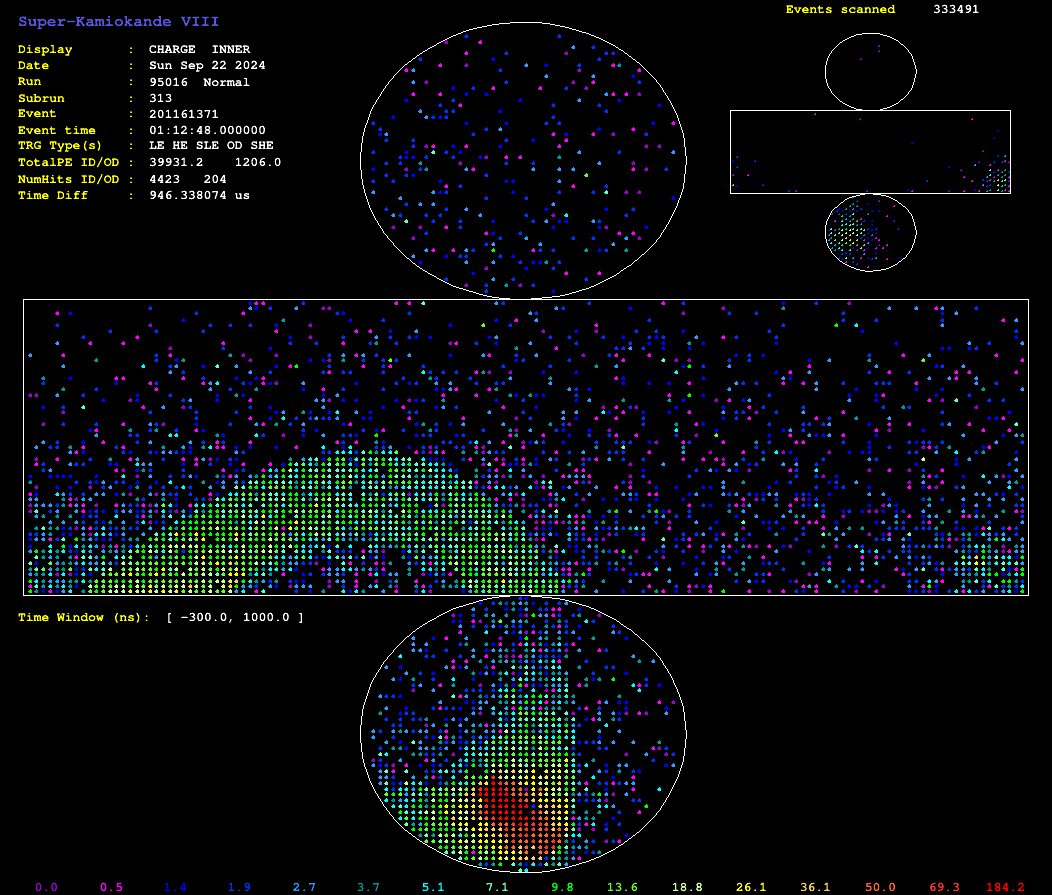 Super-Kamiokande VIII
Events scanned 333491
Display : CHARGE INNER
Date : Sun Sep 22 2024
Run : 95016 Normal
Subrun : 313
Event : 201161371
Event time : 01:12:48.000000
TRG Type(s) : LE HE SLE OD SHE
TotalPE ID/OD : 39931.2 1206.0
NumHits ID/OD : 4423 204
Time Diff : 946.338074 us
Time Window (ns): [ -300.0, 1000.0 ]
0.0 0.5 1.4 1.9 2.7 3.7 5.1 7.1 9.8 13.6 18.8 26.1 36.1 50.0 69.3 184.2